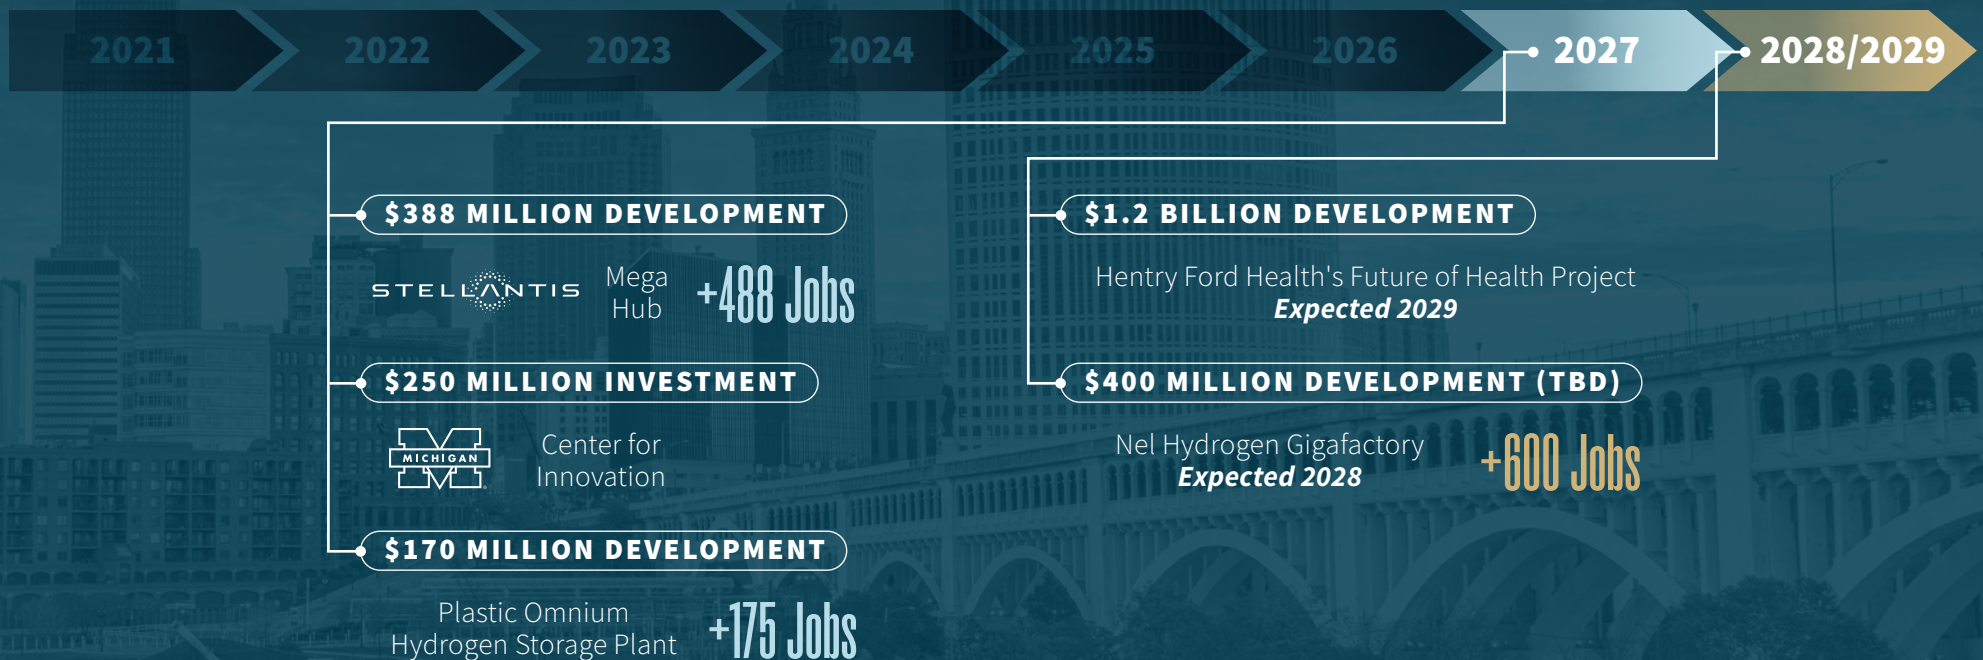 2021
2022
2023
2024
2025
2026
2027
2028/2029
$388 MILLION DEVELOPMENT
STELLANTIS
Mega
Hub
+488 Jobs
$250 MILLION INVESTMENT
MICHIGAN
Center for
Innovation
$170 MILLION DEVELOPMENT
Plastic Omnium
Hydrogen Storage Plant
+175 Jobs
$1.2 BILLION DEVELOPMENT
Hentry Ford Health's Future of Health Project
Expected 2029
$400 MILLION DEVELOPMENT (TBD)
Nel Hydrogen Gigafactory
Expected 2028
+600 Jobs